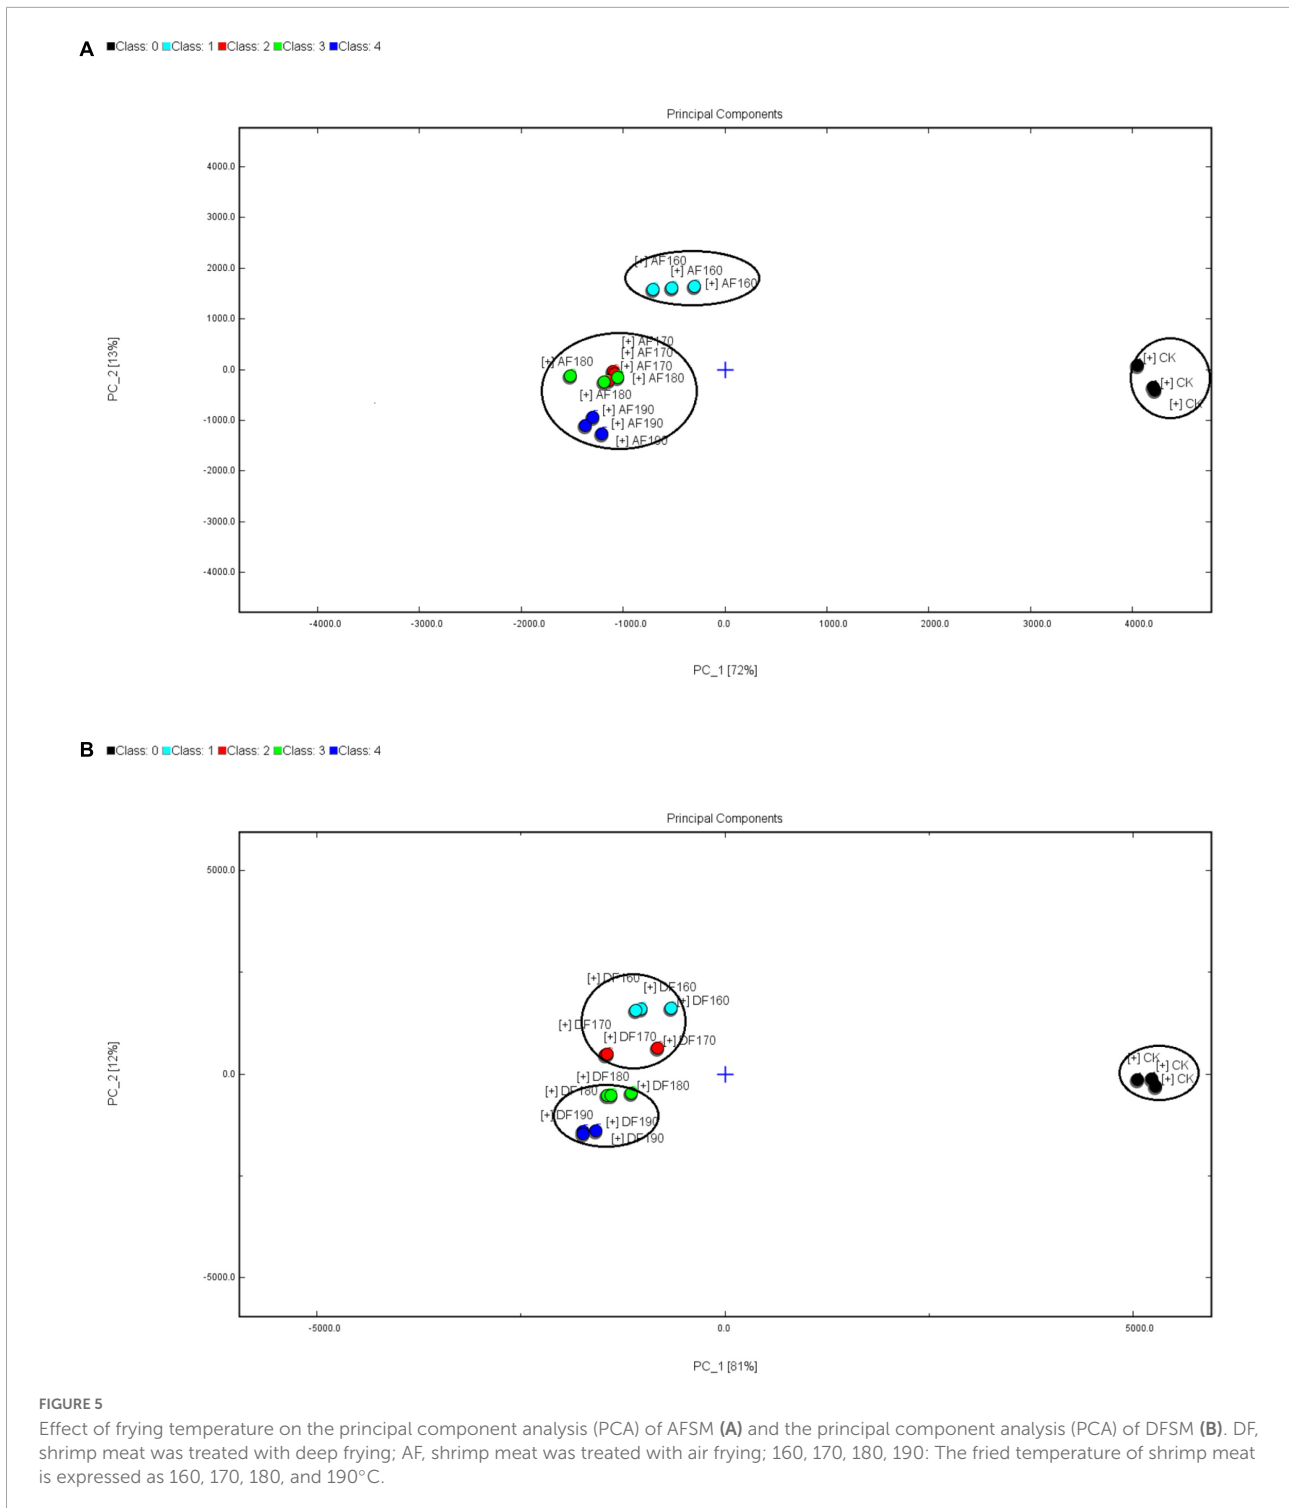 A Class: 0 Class: 1 Class: 2 Class: 3 Class: 4
Principal Components
4000.0
3000.0
2000.0
1000.0
0.0
-1000.0
-2000.0
-3000.0
-4000.0
PC_2 [13%]
[+] AF160
[+] AF160
[+] AF160
[+] AF170
[+] AF170
[+] AF180
[+] AF170
[+] AF180
[+] AF180
[+] AF190
[+] AF190
[+] AF190
[+] CK
[+] CK
[+] CK
-4000.0 -3000.0 -2000.0 -1000.0 0.0 1000.0 2000.0 3000.0 4000.0
PC_1 [72%]
B Class: 0 Class: 1 Class: 2 Class: 3 Class: 4
Principal Components
5000.0
0.0
-5000.0
PC_2 [12%]
[+] DF160
[+] DF160
[+] DF160
[+] DF170
[+] DF170
[+] DF170
[+] DF180
[+] DF180
[+] DF180
[+] DF190
[+] DF190
[+] DF190
[+] CK
[+] CK
[+] CK
-5000.0 0.0 5000.0
PC_1 [81%]
FIGURE 5
Effect of frying temperature on the principal component analysis (PCA) of AFSM (A) and the principal component analysis (PCA) of DFSM (B). DF,
shrimp meat was treated with deep frying; AF, shrimp meat was treated with air frying; 160, 170, 180, 190: The fried temperature of shrimp meat
is expressed as 160, 170, 180, and 190°C.